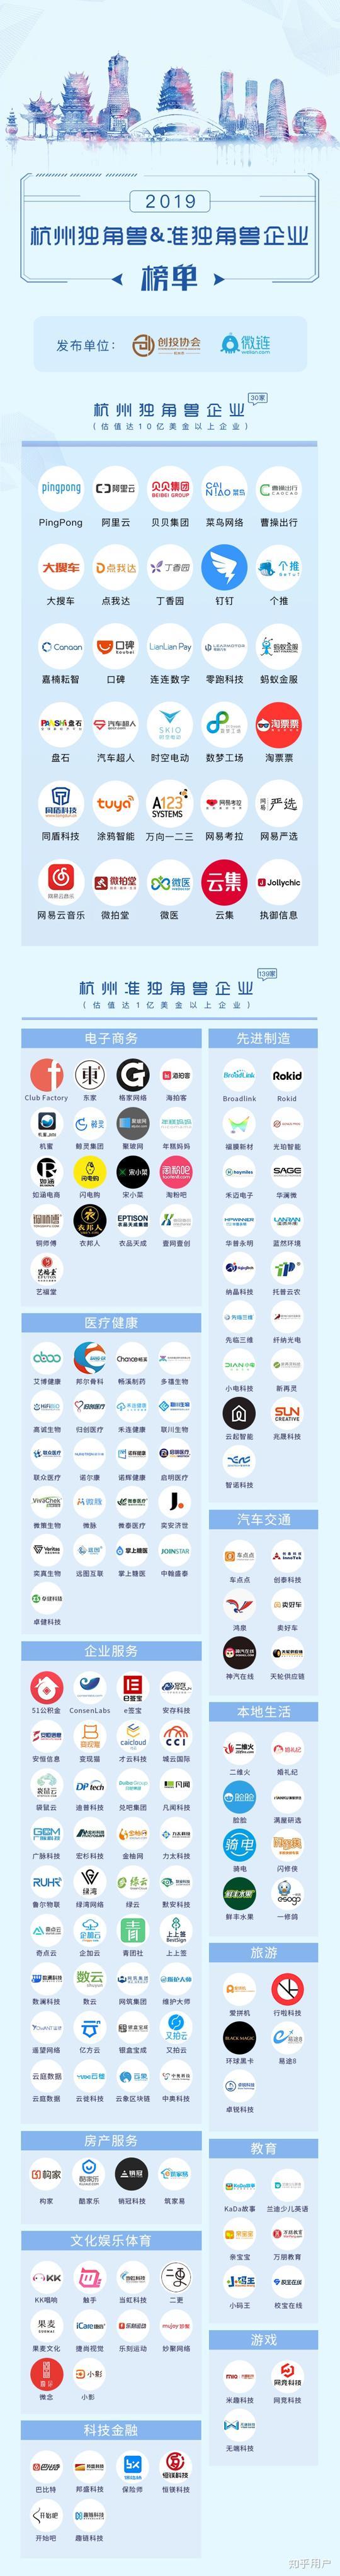 2019
杭州独角兽&准独角兽企业
榜单
发布单位：
创投协会
微链
welian.com
杭州独角兽企业
30家
(估值达10亿美金以上企业)
PingPong 阿里云 贝贝集团 菜鸟网络 曹操出行
大搜车 点我达 丁香园 钉钉 个推
嘉楠耘智 口碑 连连数字 零跑科技 蚂蚁金服
盘石 汽车超人 时空电动 数梦工场 淘票票
同盾科技 涂鸦智能 万向一二三 网易考拉 网易严选
网易云音乐 微拍堂 微医 云集 执御信息
杭州准独角兽企业
(估值达1亿美金以上企业)
电子商务
Club Factory 东家 格家网络 海拍客
机蜜 鲸灵集团 聚玻网 年糕妈妈
如涵电商 闪电购 宋小菜 淘粉吧
铜师傅 衣邦人 衣品天成 壹网壹创
艺福堂
医疗健康
艾博健康 邦尔骨科 畅溪制药 多禧生物
高诚生物 归创医疗 禾连健康 联川生物
联众医疗 诺尔康 诺辉健康 启明医疗
微策生物 微脉 微泰医疗 奕安济世
奕真生物 远图互联 掌上糖医 中翰盛泰
卓健科技
企业服务
51公积金 ConsenLabs e签宝 安存科技
安恒信息 变现猫 才云科技 城云国际
袋鼠云 迪普科技 兑吧集团 凡闻科技
广脉科技 宏杉科技 金柚网 力太科技
鲁尔物联 绿湾网络 绿云 默安科技
奇点云 企加云 青团社 上上签
数澜科技 数云 网筑集团 维护大师
遥望网络 亿方云 银盒宝成 又拍云
云庭数据 云徙科技 云象区块链 中奥科技
房产服务
构家 酷家乐 销冠科技 筑家易
文化娱乐体育
KK唱响 触手 当虹科技 二更
果麦文化 捷尚视觉 乐刻运动 妙聚网络
微念 小影
科技金融
巴比特 邦盛科技 保险师 恒镁科技
开始吧 趣链科技
先进制造
Broadlink Rokid
福膜新材 光珀智能
禾迈电子 华澜微
华普永明 蓝然环境
纳晶科技 托普云农
先临三维 纤纳光电
小电科技 新再灵
云起智能 兆晟科技
智诺科技
汽车交通
车点点 创泰科技
鸿泉 卖好车
神汽在线 天轮供应链
本地生活
二维火 婚礼纪
脸脸 满屋研选
骑电 闪修侠
鲜丰水果 一修鸽
旅游
爱拼机 行啦科技
环球黑卡 易途8
卓锐科技
教育
KaDa故事 兰迪少儿英语
亲宝宝 万朋教育
小码王 校宝在线
游戏
米趣科技 网竞科技
无端科技
知乎用户